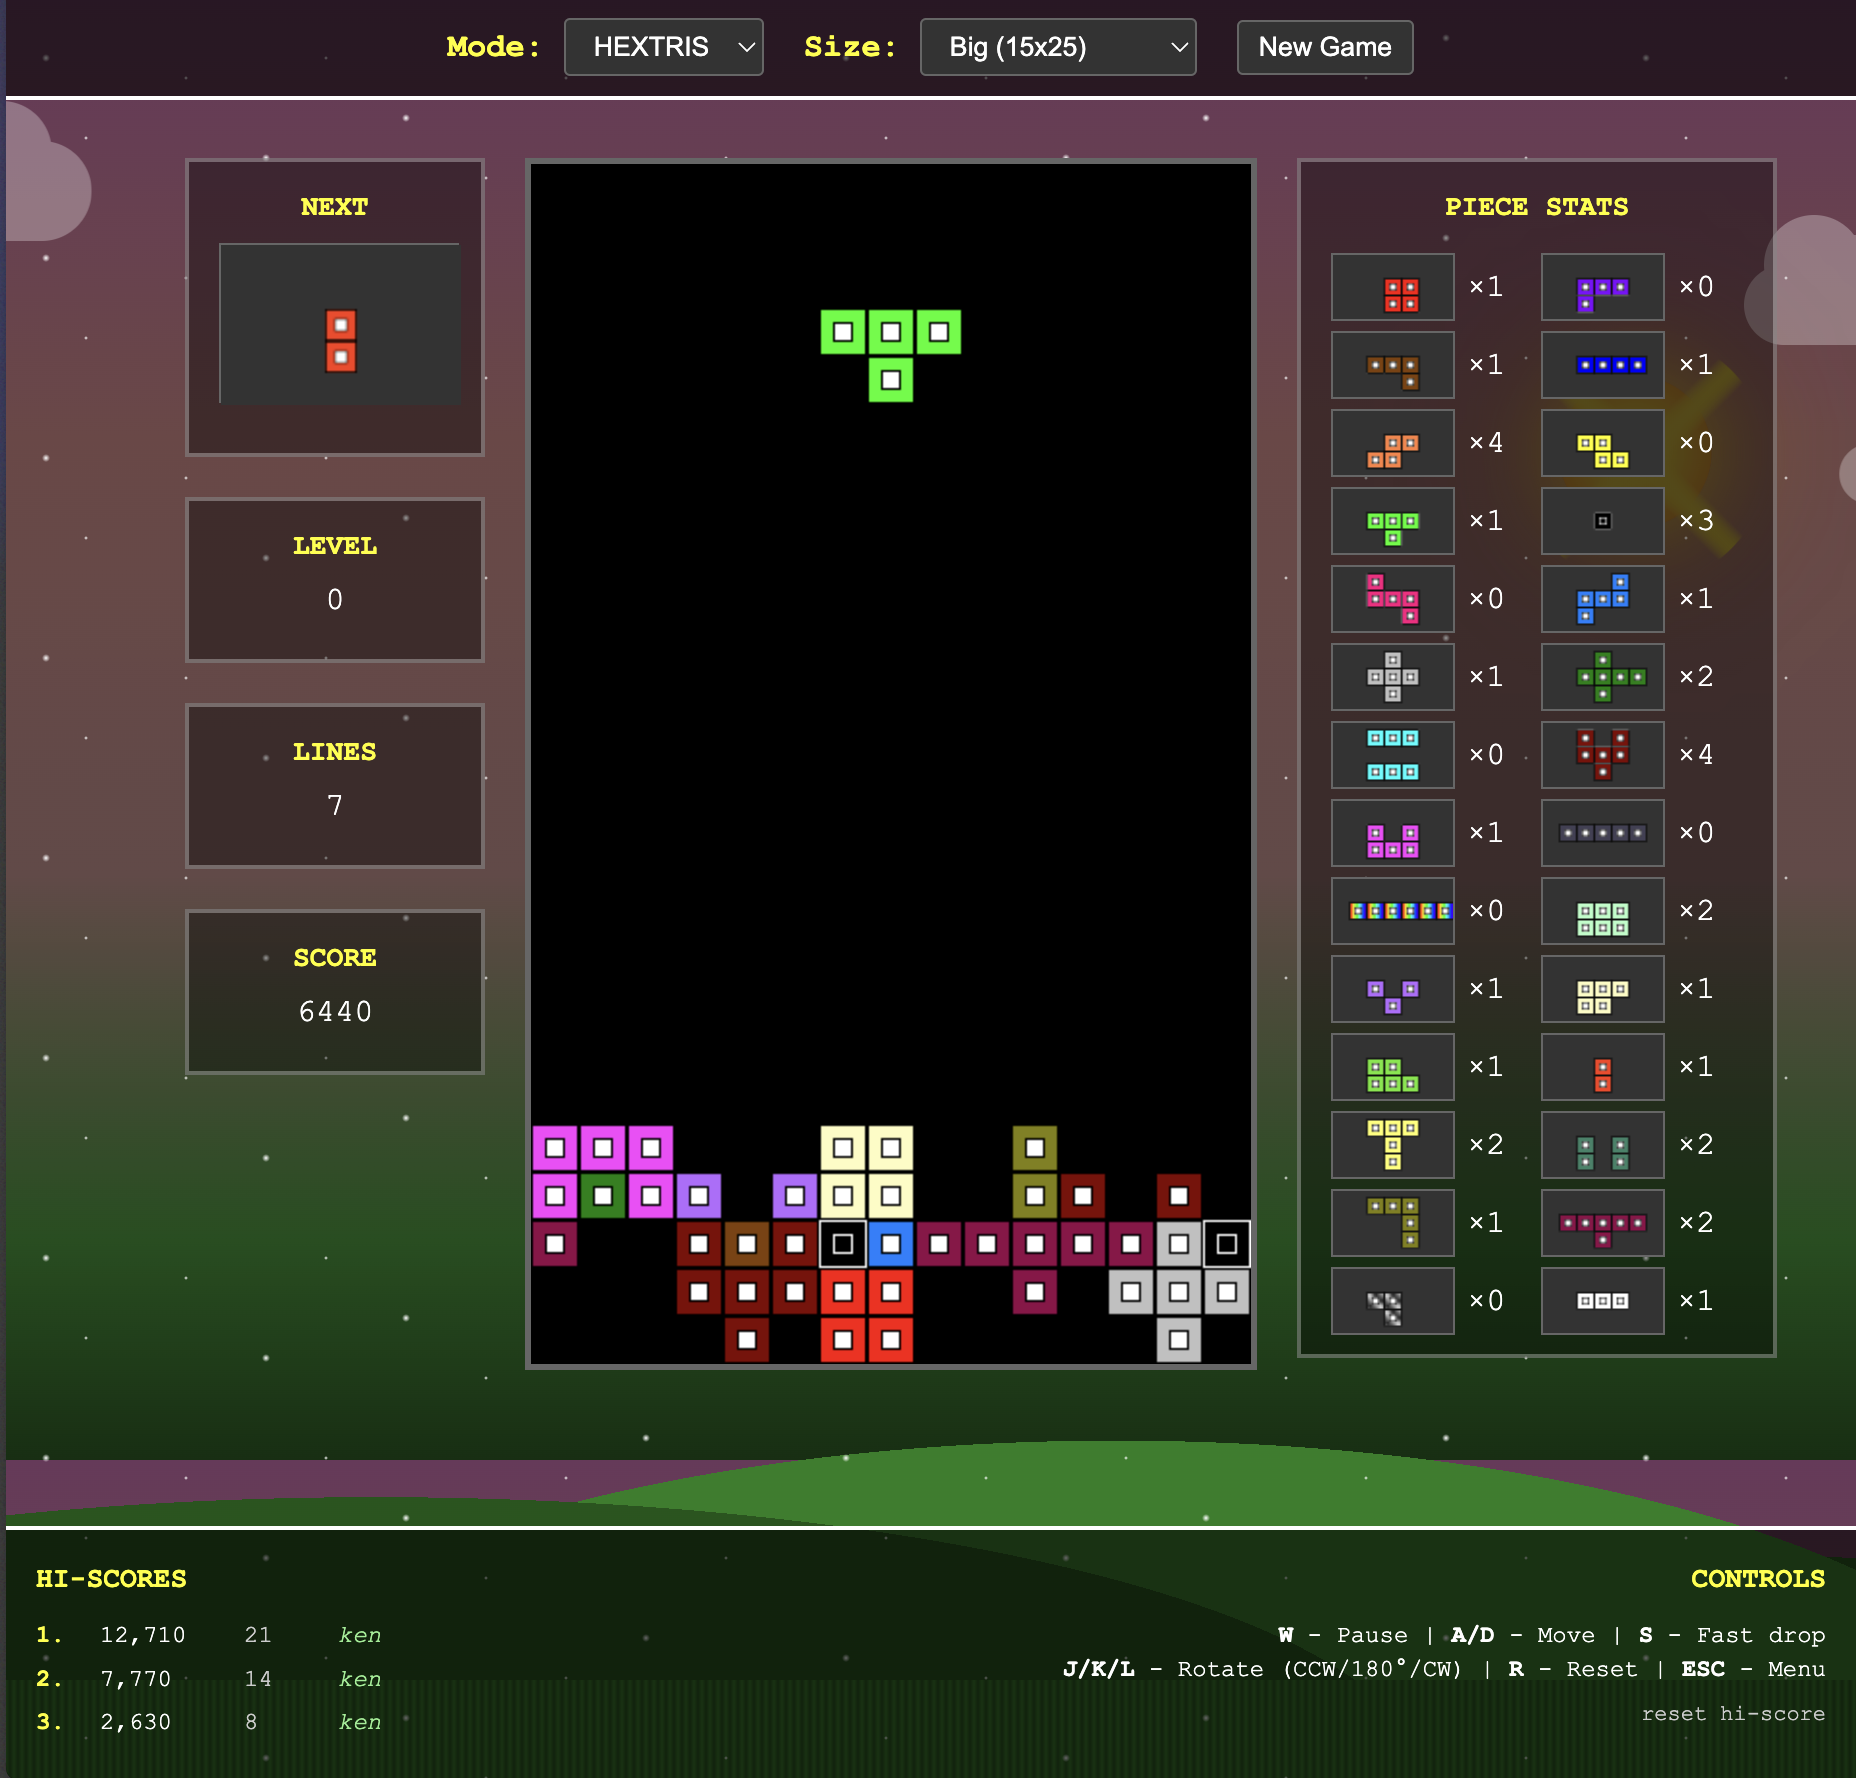 Mode: HEXTRIS Size: Big (15x25) New Game
NEXT
LEVEL
0
LINES
7
SCORE
6440
PIECE STATS
×1 ×0
×1 ×1
×4 ×0
×1 ×3
×0 ×1
×1 ×2
×0 ×4
×1 ×0
×0 ×2
×1 ×1
×1 ×1
×2 ×2
×1 ×2
×0 ×1
HI-SCORES
1. 12,710 21 ken
2. 7,770 14 ken
3. 2,630 8 ken
CONTROLS
W - Pause | A/D - Move | S - Fast drop
J/K/L - Rotate (CCW/180°/CW) | R - Reset | ESC - Menu
reset hi-score